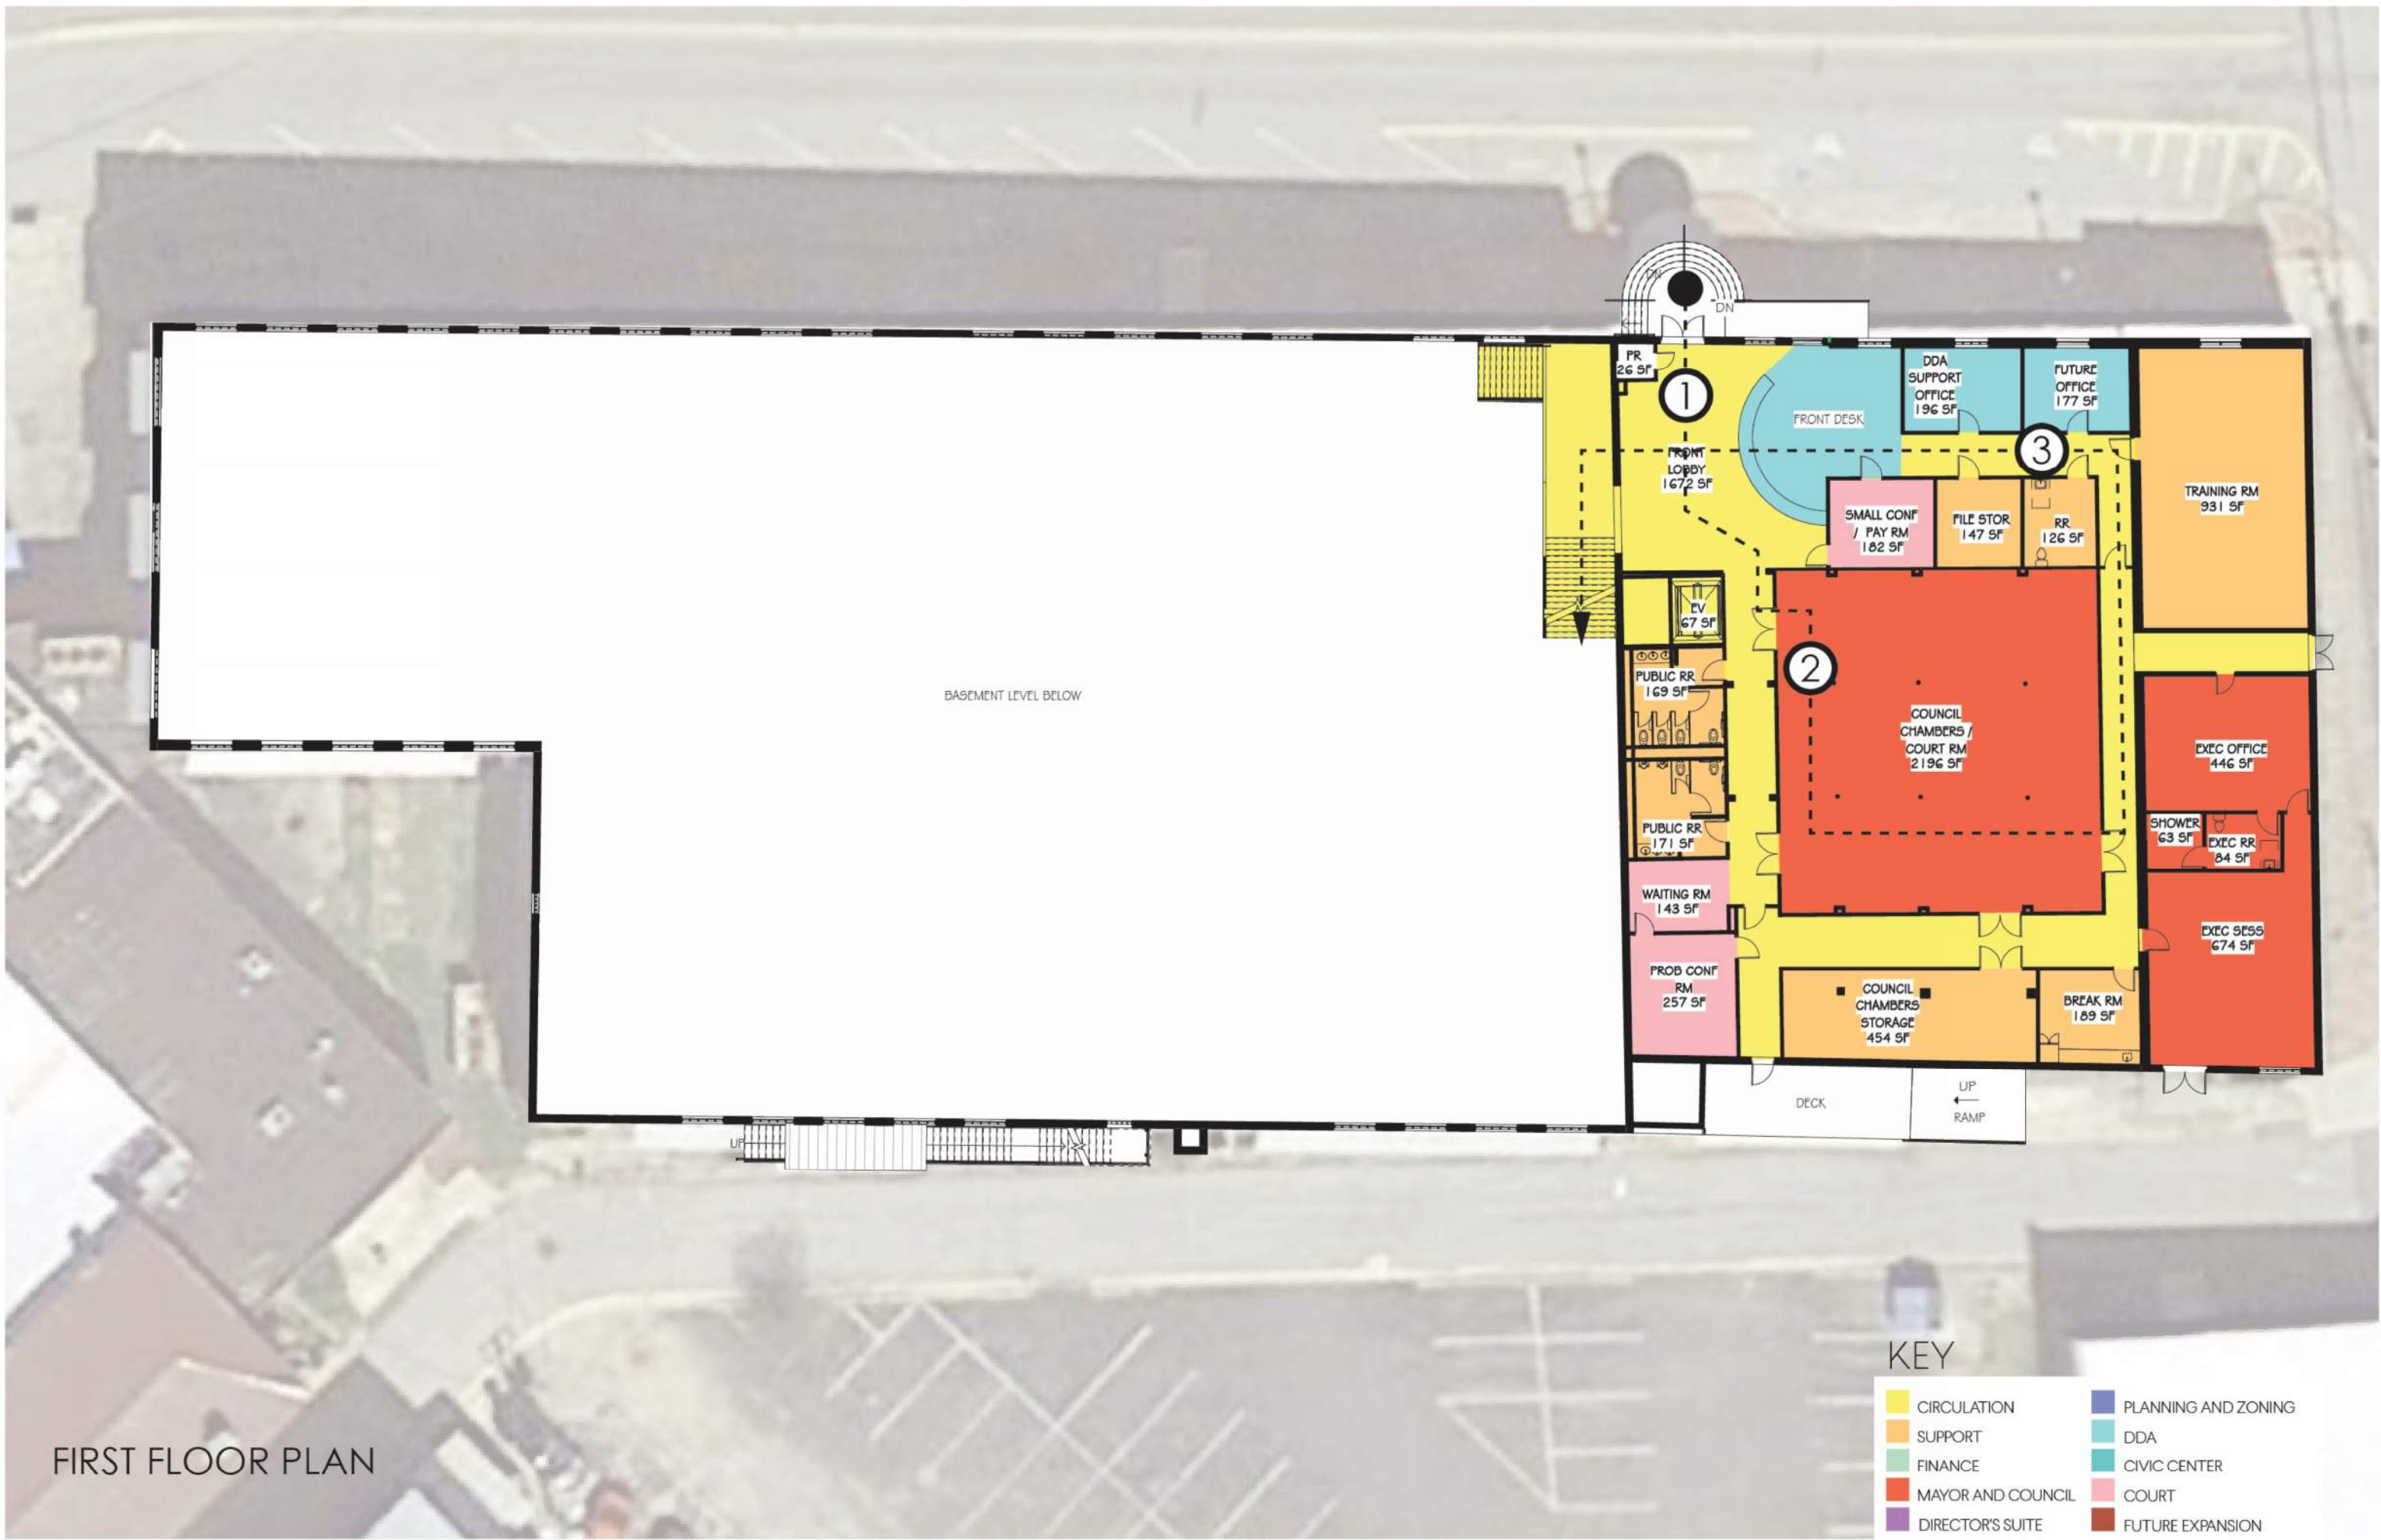 DN
DN
PR
26 SF
1
DDA
SUPPORT
OFFICE
196 SF
FUTURE
OFFICE
177 SF
FRONT DESK
3
FRONT
LOBBY
1672 SF
TRAINING RM
931 SF
SMALL CONF
/ PAY RM
182 SF
FILE STOR
147 SF
RR
126 SF
EV
67 SF
PUBLIC RR
169 SF
2
BASEMENT LEVEL BELOW
COUNCIL
CHAMBERS /
COURT RM
2196 SF
EXEC OFFICE
446 SF
PUBLIC RR
171 SF
SHOWER
63 SF
EXEC RR
84 SF
WAITING RM
143 SF
EXEC SESS
674 SF
PROB CONF
RM
257 SF
COUNCIL
CHAMBERS
STORAGE
454 SF
BREAK RM
189 SF
DECK
UP
RAMP
UP
KEY
CIRCULATION
SUPPORT
FINANCE
MAYOR AND COUNCIL
DIRECTOR'S SUITE
PLANNING AND ZONING
DDA
CIVIC CENTER
COURT
FUTURE EXPANSION
FIRST FLOOR PLAN